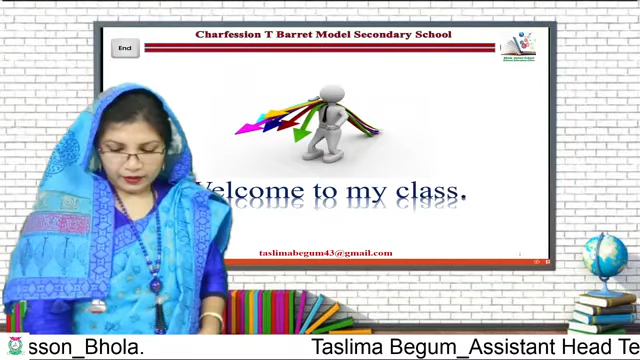 Charfession T Barret Model Secondary School
End
Welcome to my class.
taslimabegum43@gmail.com
sson_Bhola.
Taslima Begum_Assistant Head Te